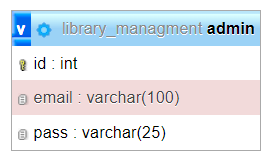 v library_managment admin
id : int
email : varchar(100)
pass : varchar(25)